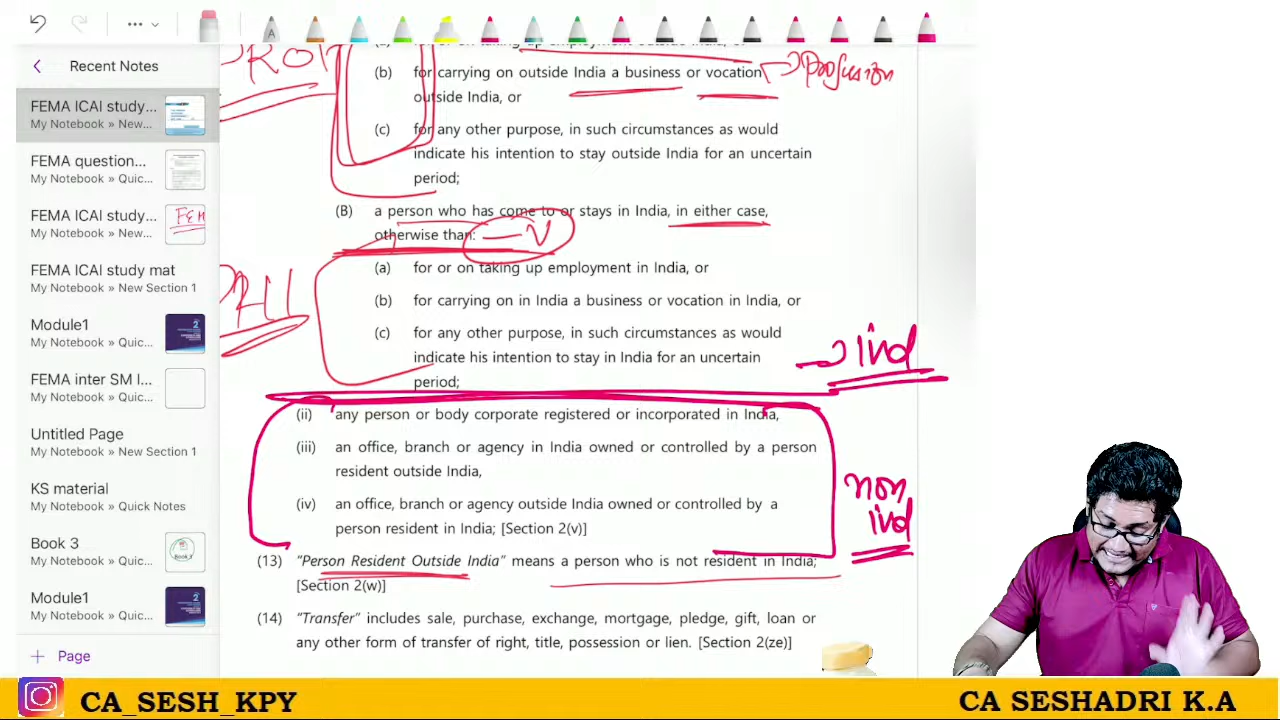 Recent Notes
FEMA ICAI study...
My Notebook » New...
FEMA question...
My Notebook » Quic...
FEMA ICAI study...
My Notebook » New...
FEMA ICAI study mat
My Notebook » New Section 1
Module1
My Notebook » Quic...
FEMA inter SM I...
My Notebook » Quic...
Untitled Page
My Notebook » New Section 1
KS material
My Notebook » Quick Notes
Book 3
My Notebook » Quic...
Module1
My Notebook » Quic...
+ Page
(b) for carrying on outside India a business or vocation
outside India, or
(c) for any other purpose, in such circumstances as would
indicate his intention to stay outside India for an uncertain
period;
(B) a person who has come to or stays in India, in either case,
otherwise than:
(a) for or on taking up employment in India, or
(b) for carrying on in India a business or vocation in India, or
(c) for any other purpose, in such circumstances as would
indicate his intention to stay in India for an uncertain
period;
ind
(ii) any person or body corporate registered or incorporated in India,
(iii) an office, branch or agency in India owned or controlled by a person
resident outside India,
(iv) an office, branch or agency outside India owned or controlled by a
person resident in India; [Section 2(v)]
non
ind
(13) “Person Resident Outside India” means a person who is not resident in India;
[Section 2(w)]
(14) “Transfer” includes sale, purchase, exchange, mortgage, pledge, gift, loan or
any other form of transfer of right, title, possession or lien. [Section 2(ze)]
CA_SESH_KPY
CA SESHADRI K.A